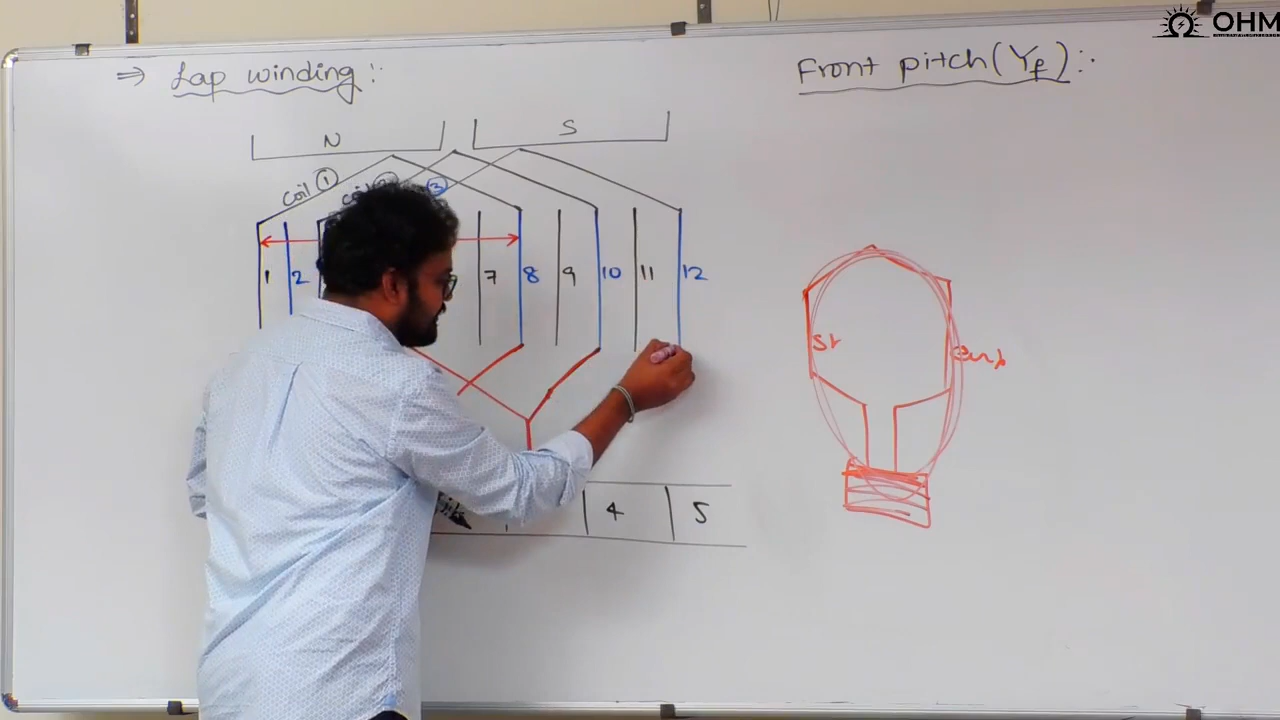 OHM
⇒ Lap winding:
Front pitch (Yf):
N S
coil 1 3
1 2 7 8 9 10 11 12
St End
4 5